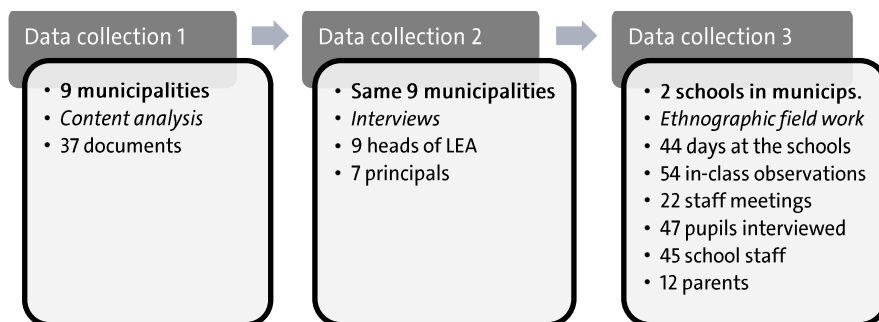 Data collection 1
• 9 municipalities
• Content analysis
• 37 documents
Data collection 2
• Same 9 municipalities
• Interviews
• 9 heads of LEA
• 7 principals
Data collection 3
• 2 schools in municips.
• Ethnographic field work
• 44 days at the schools
• 54 in-class observations
• 22 staff meetings
• 47 pupils interviewed
• 45 school staff
• 12 parents